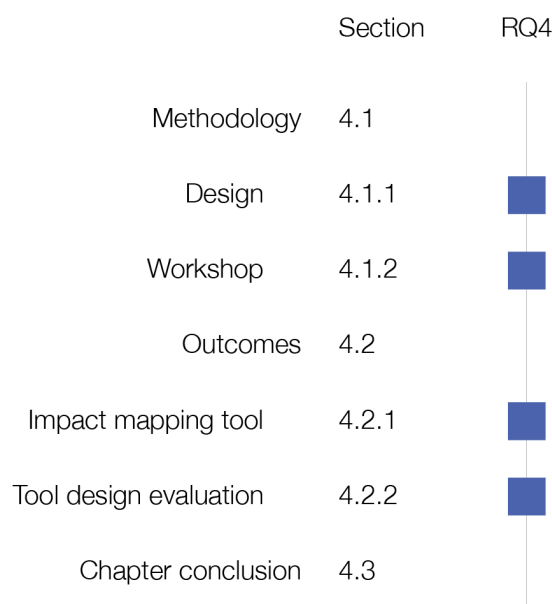 Section RQ4
Methodology 4.1
Design 4.1.1
Workshop 4.1.2
Outcomes 4.2
Impact mapping tool 4.2.1
Tool design evaluation 4.2.2
Chapter conclusion 4.3